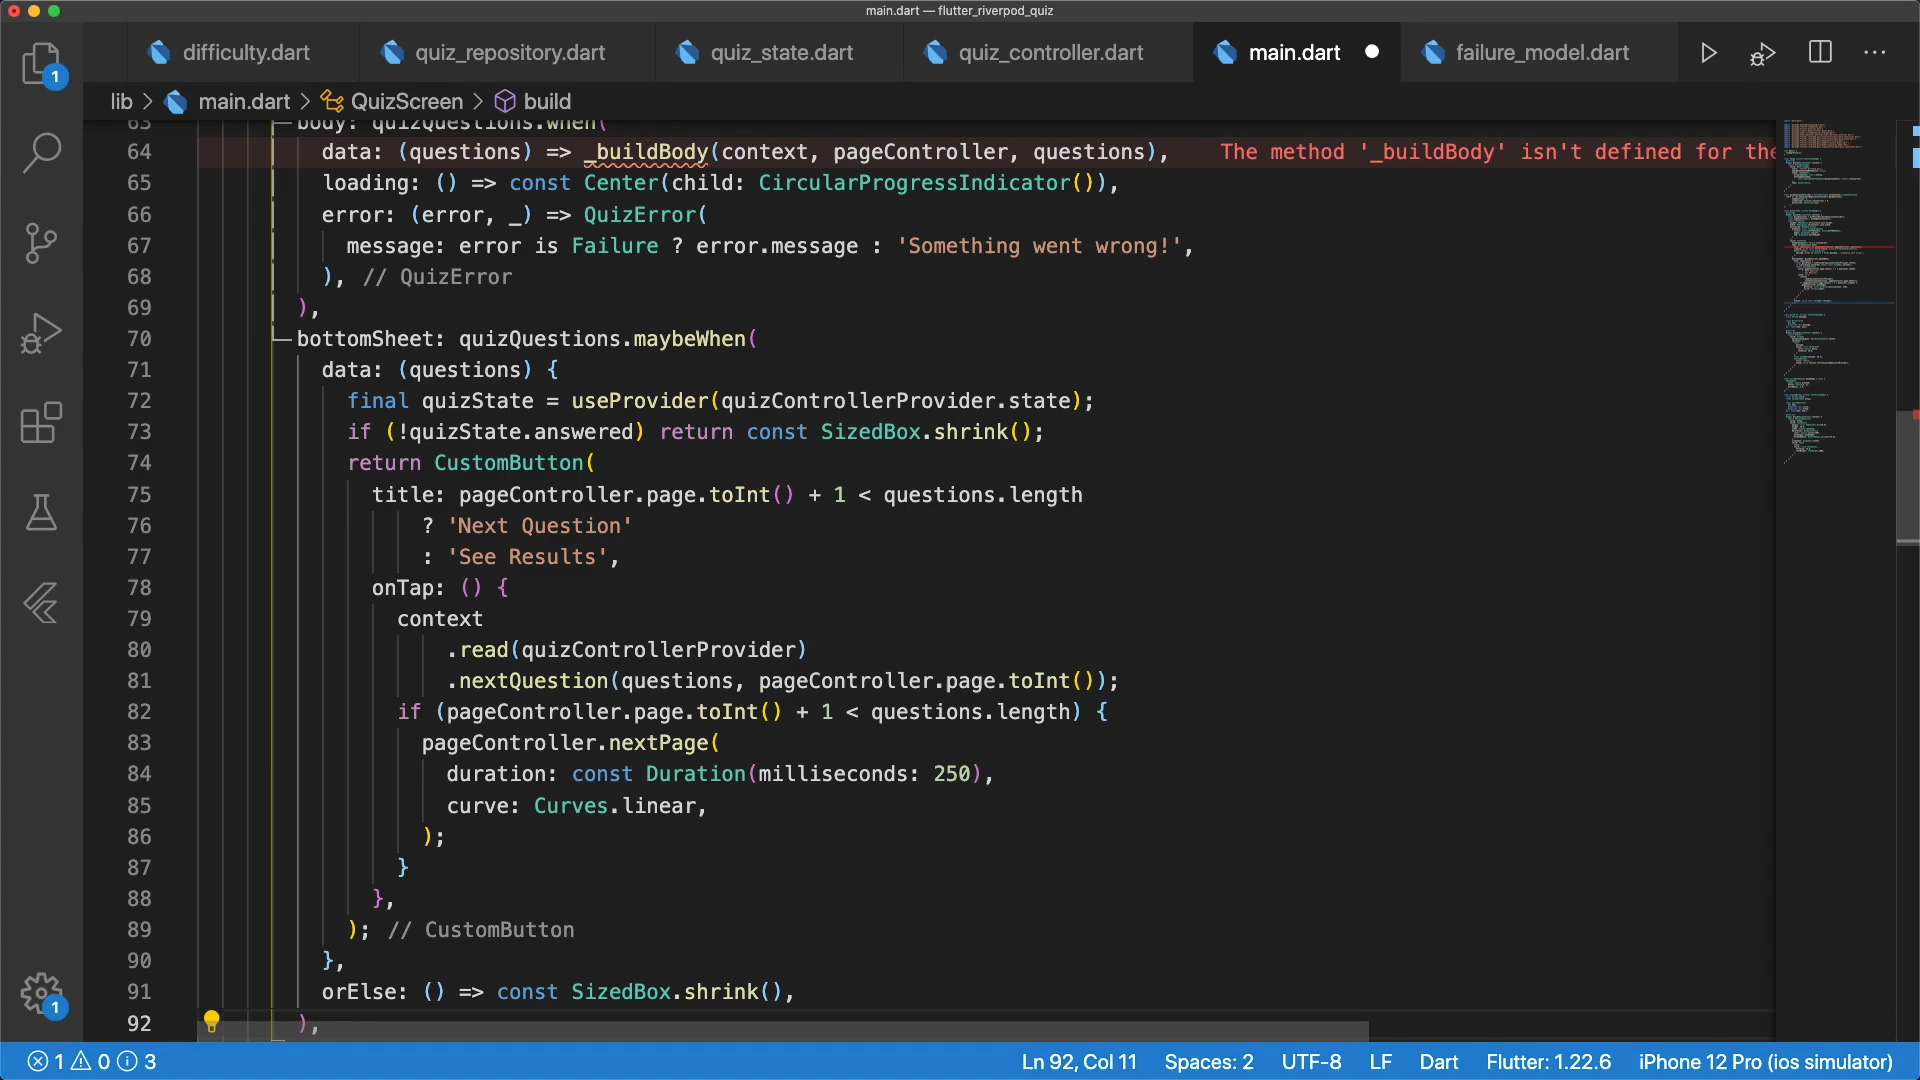 main.dart — flutter_riverpod_quiz
difficulty.dart quiz_repository.dart quiz_state.dart quiz_controller.dart main.dart failure_model.dart
lib > main.dart > QuizScreen > build
63 body: quizQuestions.when(
64 data: (questions) => _buildBody(context, pageController, questions), The method '_buildBody' isn't defined for the
65 loading: () => const Center(child: CircularProgressIndicator()),
66 error: (error, _) => QuizError(
67 message: error is Failure ? error.message : 'Something went wrong!',
68 ), // QuizError
69 ),
70 bottomSheet: quizQuestions.maybeWhen(
71 data: (questions) {
72 final quizState = useProvider(quizControllerProvider.state);
73 if (!quizState.answered) return const SizedBox.shrink();
74 return CustomButton(
75 title: pageController.page.toInt() + 1 < questions.length
76 ? 'Next Question'
77 : 'See Results',
78 onTap: () {
79 context
80 .read(quizControllerProvider)
81 .nextQuestion(questions, pageController.page.toInt());
82 if (pageController.page.toInt() + 1 < questions.length) {
83 pageController.nextPage(
84 duration: const Duration(milliseconds: 250),
85 curve: Curves.linear,
86 );
87 }
88 },
89 ); // CustomButton
90 },
91 orElse: () => const SizedBox.shrink(),
92 ),
1
1
1 0 3 Ln 92, Col 11 Spaces: 2 UTF-8 LF Dart Flutter: 1.22.6 iPhone 12 Pro (ios simulator)